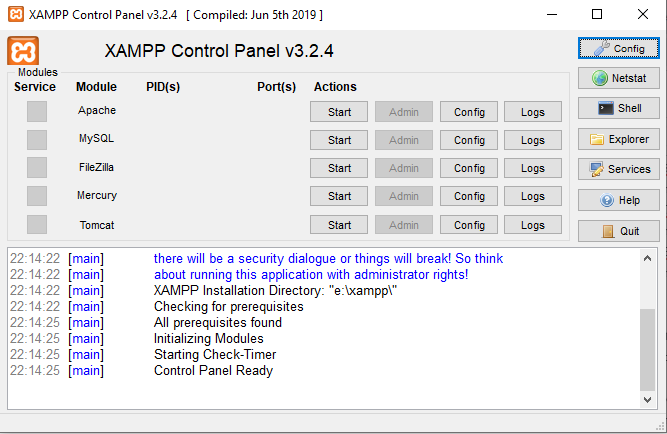 XAMPP Control Panel v3.2.4 [ Compiled: Jun 5th 2019 ]
XAMPP Control Panel v3.2.4
Config
Modules
Service Module PID(s) Port(s) Actions
Netstat
Apache Start Admin Config Logs
Shell
MySQL Start Admin Config Logs
Explorer
FileZilla Start Admin Config Logs
Services
Mercury Start Admin Config Logs
Help
Tomcat Start Admin Config Logs
Quit
22:14:22 [main] there will be a security dialogue or things will break! So think
22:14:22 [main] about running this application with administrator rights!
22:14:22 [main] XAMPP Installation Directory: "e:\xampp\"
22:14:22 [main] Checking for prerequisites
22:14:25 [main] All prerequisites found
22:14:25 [main] Initializing Modules
22:14:25 [main] Starting Check-Timer
22:14:25 [main] Control Panel Ready